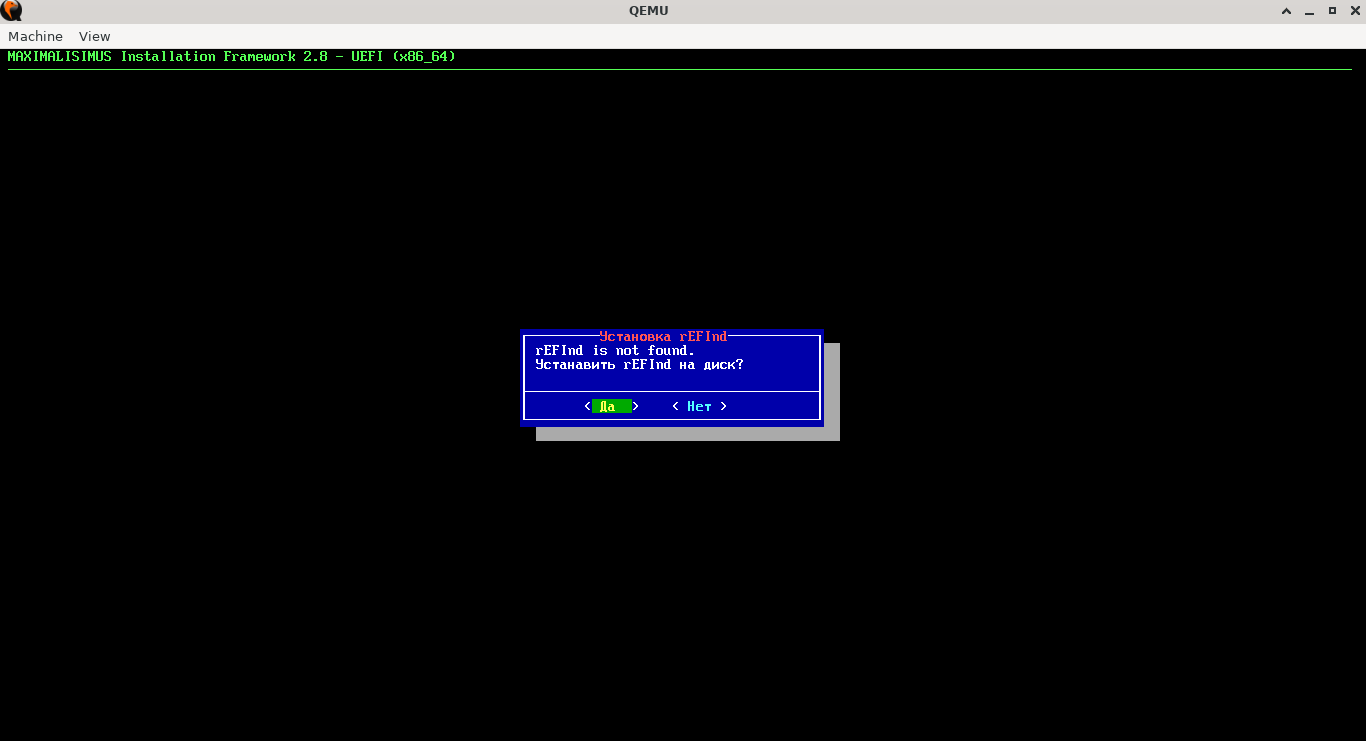 QEMU
Machine View
MAXIMALISIMUS Installation Framework 2.8 - UEFI (x86_64)
Установка rEFInd
rEFInd is not found.
Устанавить rEFInd на диск?
< Да > < Нет >